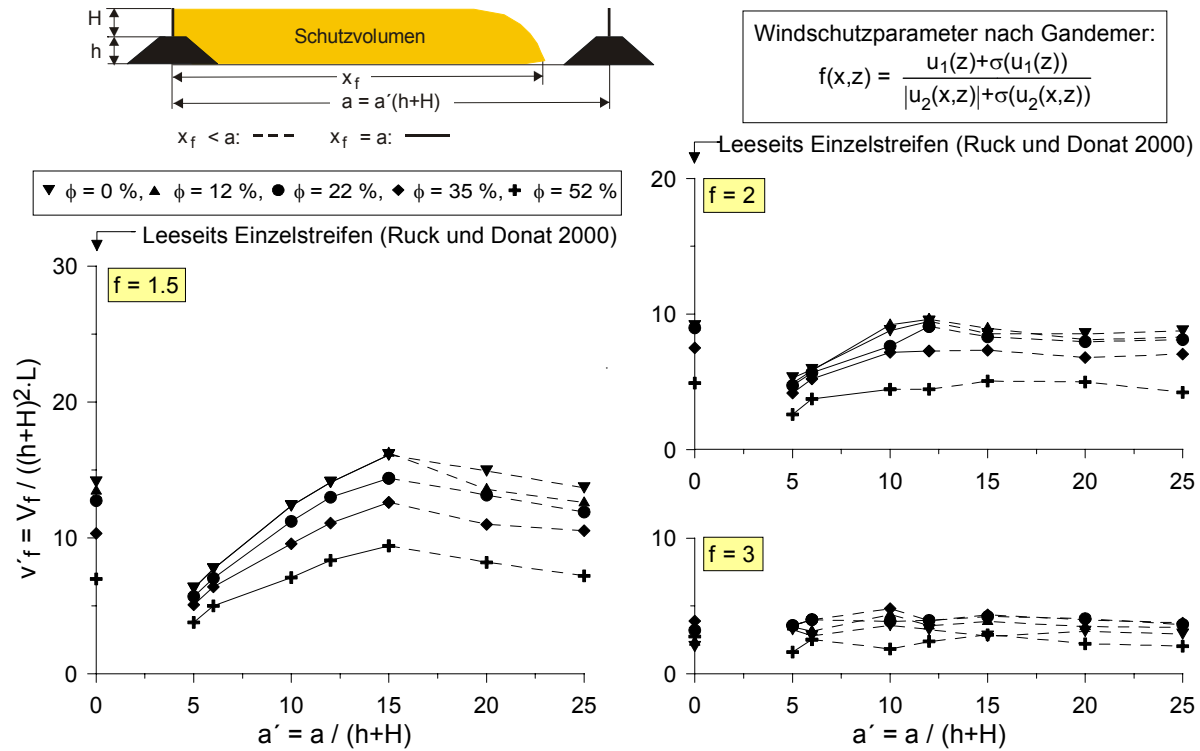 H
h
Schutzvolumen
x_f
a = a´(h+H)
x_f < a: x_f = a:
Windschutzparameter nach Gandemer:
f(x,z) = u₁(z)+σ(u₁(z))
|u₂(x,z)|+σ(u₂(x,z))
ϕ = 0 %, ϕ = 12 %, ϕ = 22 %, ϕ = 35 %, ϕ = 52 %
Leeseits Einzelstreifen (Ruck und Donat 2000)
f = 1.5
v´_f = V_f / ((h+H)²·L)
30
20
10
0
0 5 10 15 20 25
a´ = a / (h+H)
Leeseits Einzelstreifen (Ruck und Donat 2000)
f = 2
20
10
0
0 5 10 15 20 25
f = 3
10
0
0 5 10 15 20 25
a´ = a / (h+H)